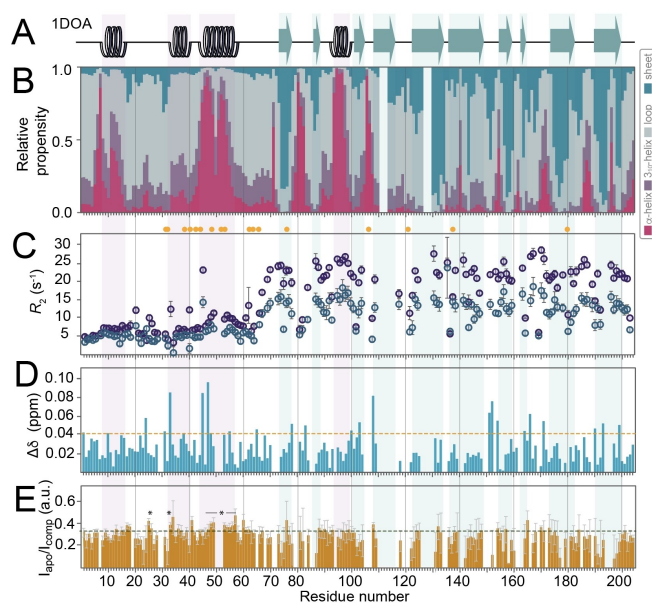 A 1DOA
B Relative propensity
1.0
0.5
0.0
sheet
loop
3₁₀-helix
α-helix
C R₂ (s⁻¹)
30
25
20
15
10
5
D Δδ (ppm)
0.10
0.08
0.06
0.04
0.02
E Iapo/Icomp (a.u.)
0.6
0.4
0.2
* * *
10 20 30 40 50 60 70 80 90 100 110 120 130 140 150 160 170 180 190 200
Residue number